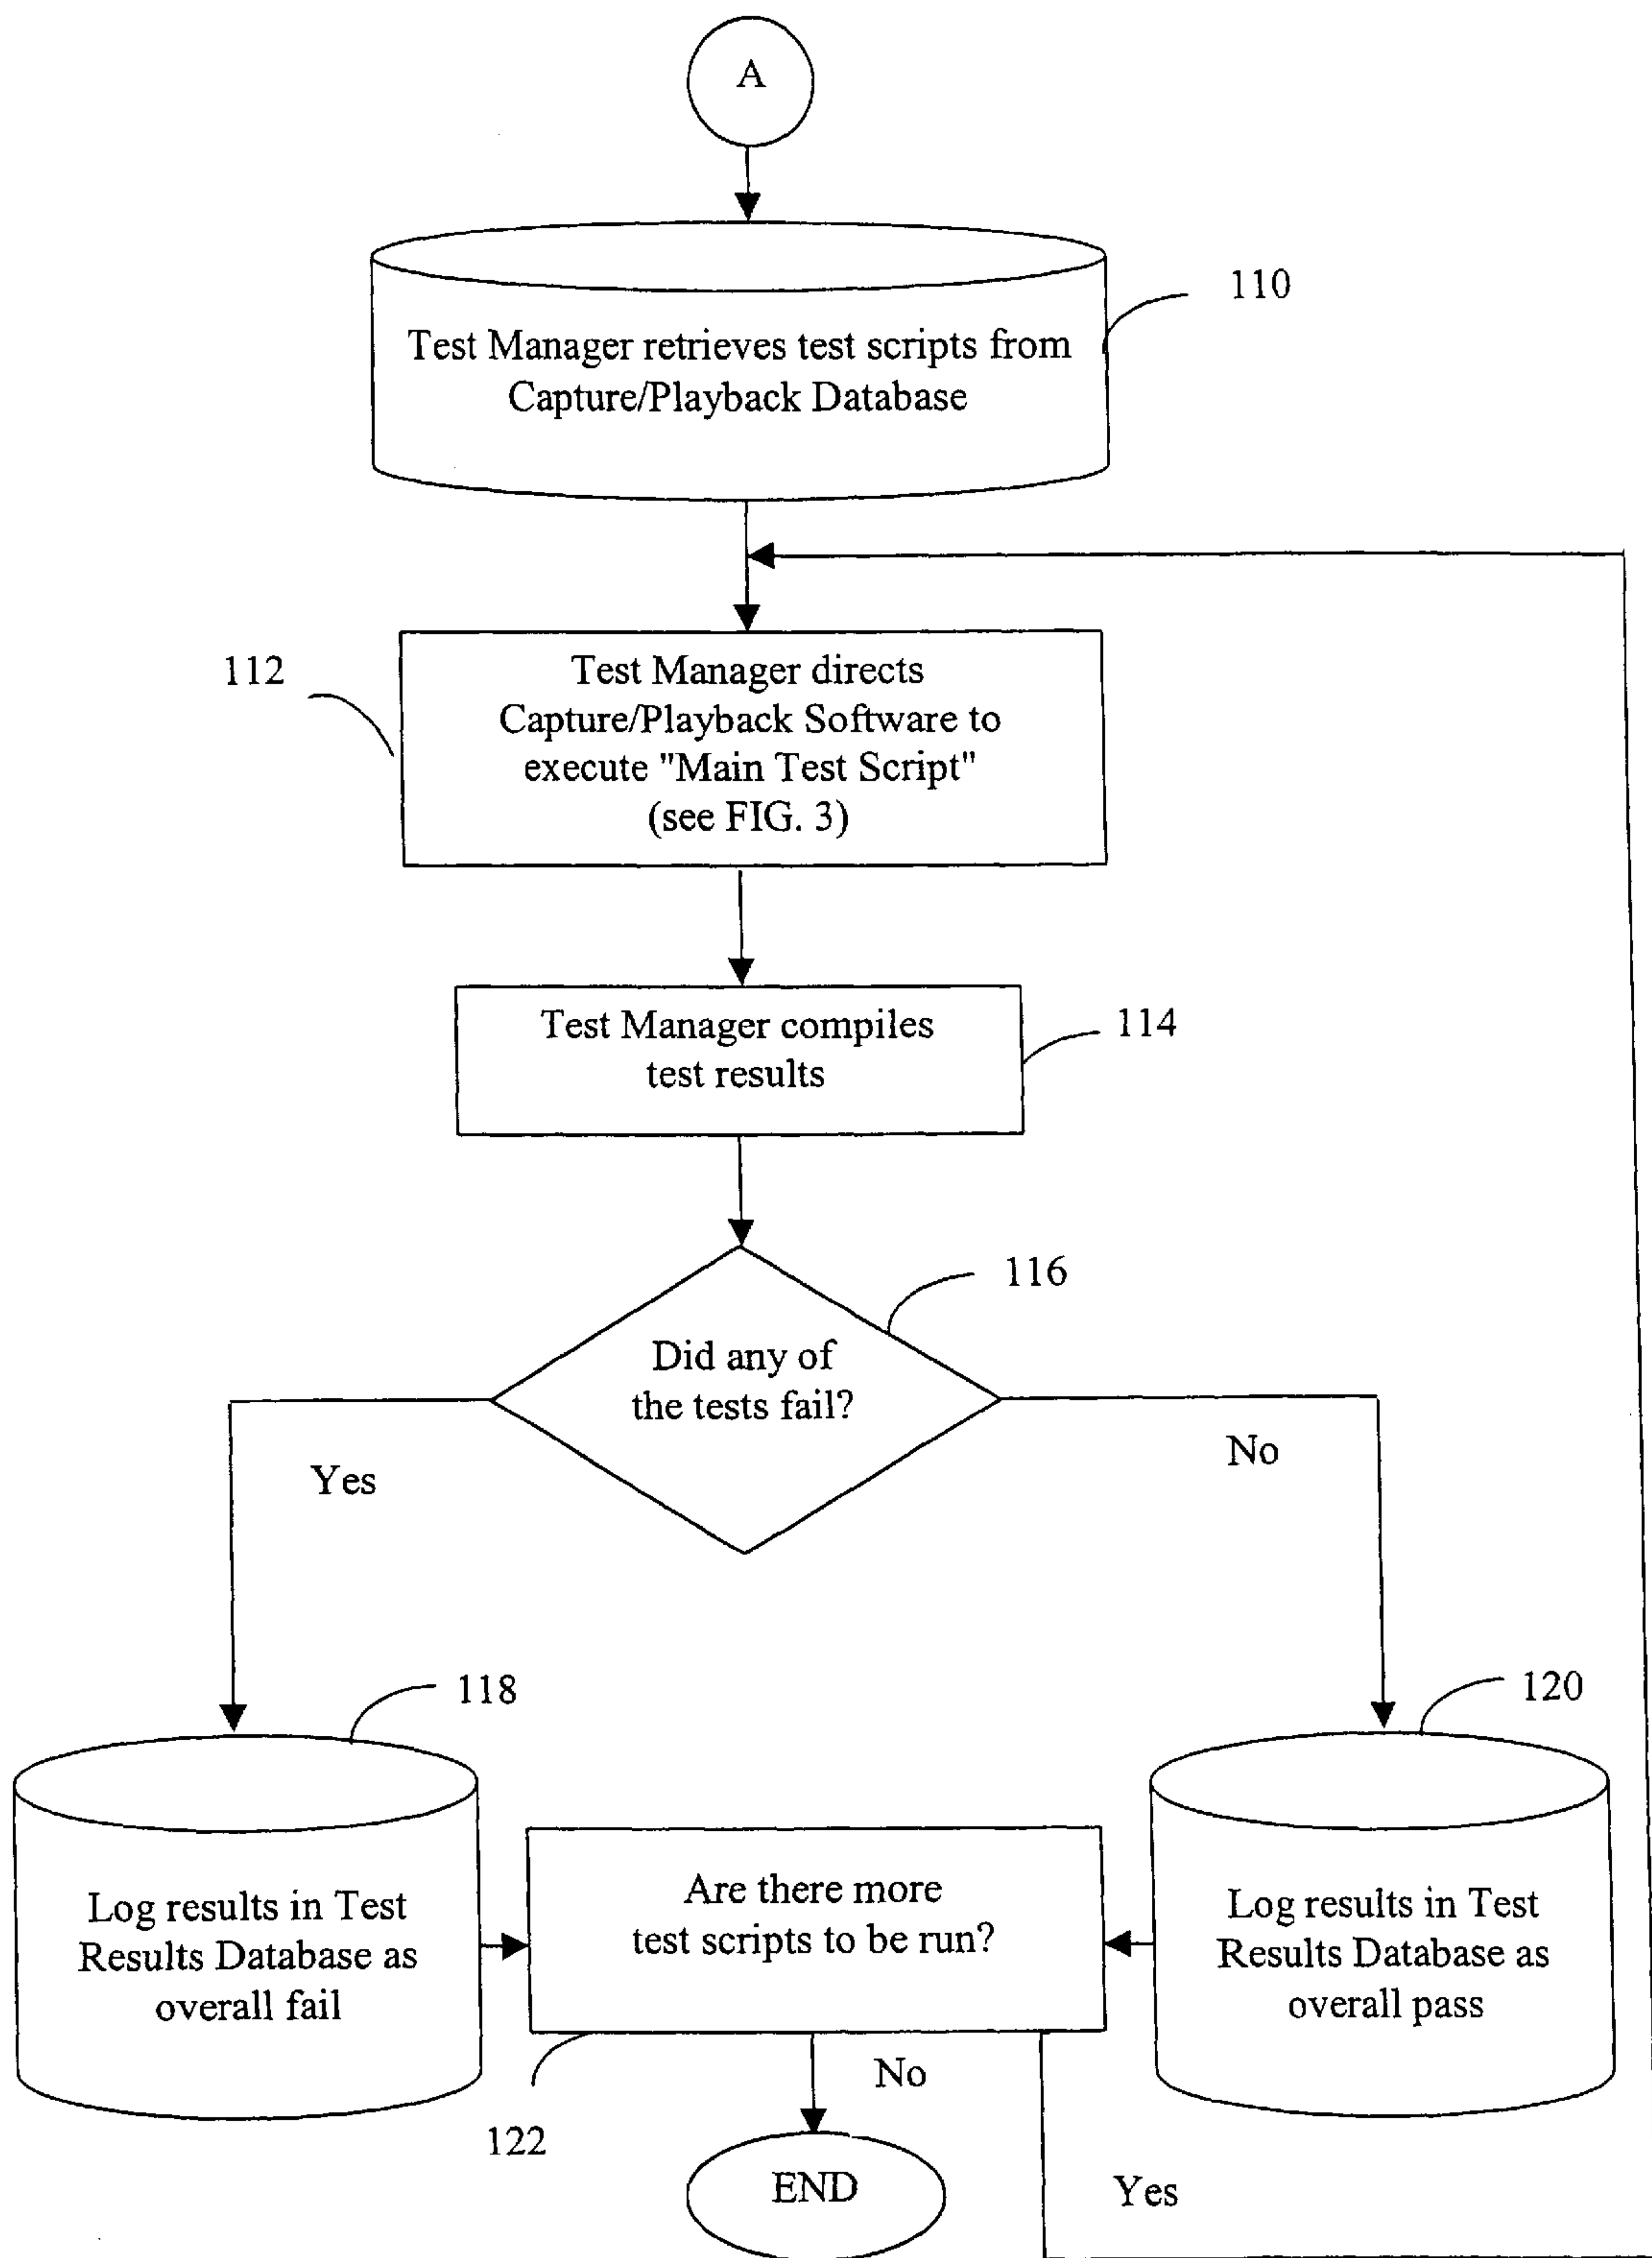 A
110
Test Manager retrieves test scripts from
Capture/Playback Database
112
Test Manager directs
Capture/Playback Software to
execute "Main Test Script"
(see FIG. 3)
Test Manager compiles
test results
114
116
Did any of
the tests fail?
Yes
No
118
120
Log results in Test
Results Database as
overall fail
Are there more
test scripts to be run?
Log results in Test
Results Database as
overall pass
No
122
END
Yes